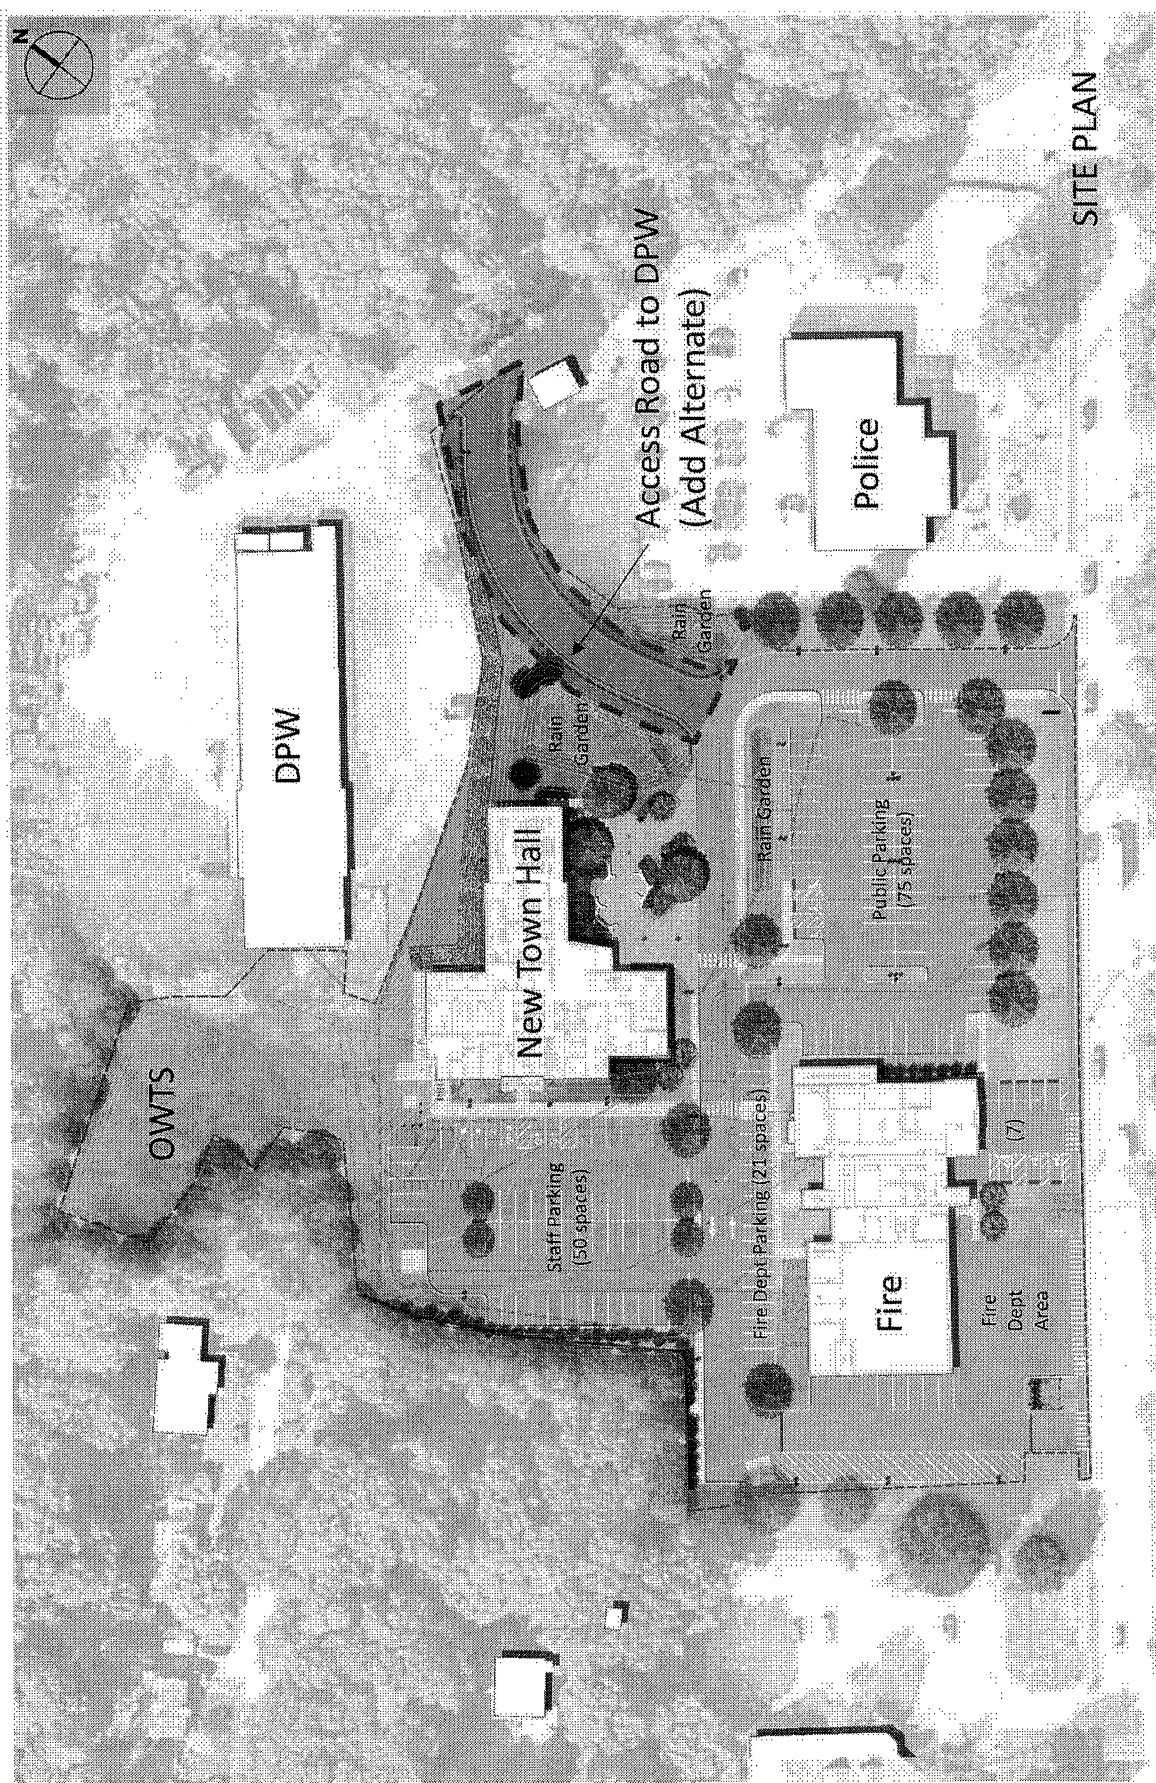 N
SITE PLAN
DPW
Access Road to DPW
(Add Alternate)
Police
Rain
Garden
Rain
Garden
New Town Hall
Rain Garden
Public Parking
(75 spaces)
OWTS
Staff Parking
(50 spaces)
Fire Dept Parking (21 spaces)
(7)
Fire
Fire
Dept
Area